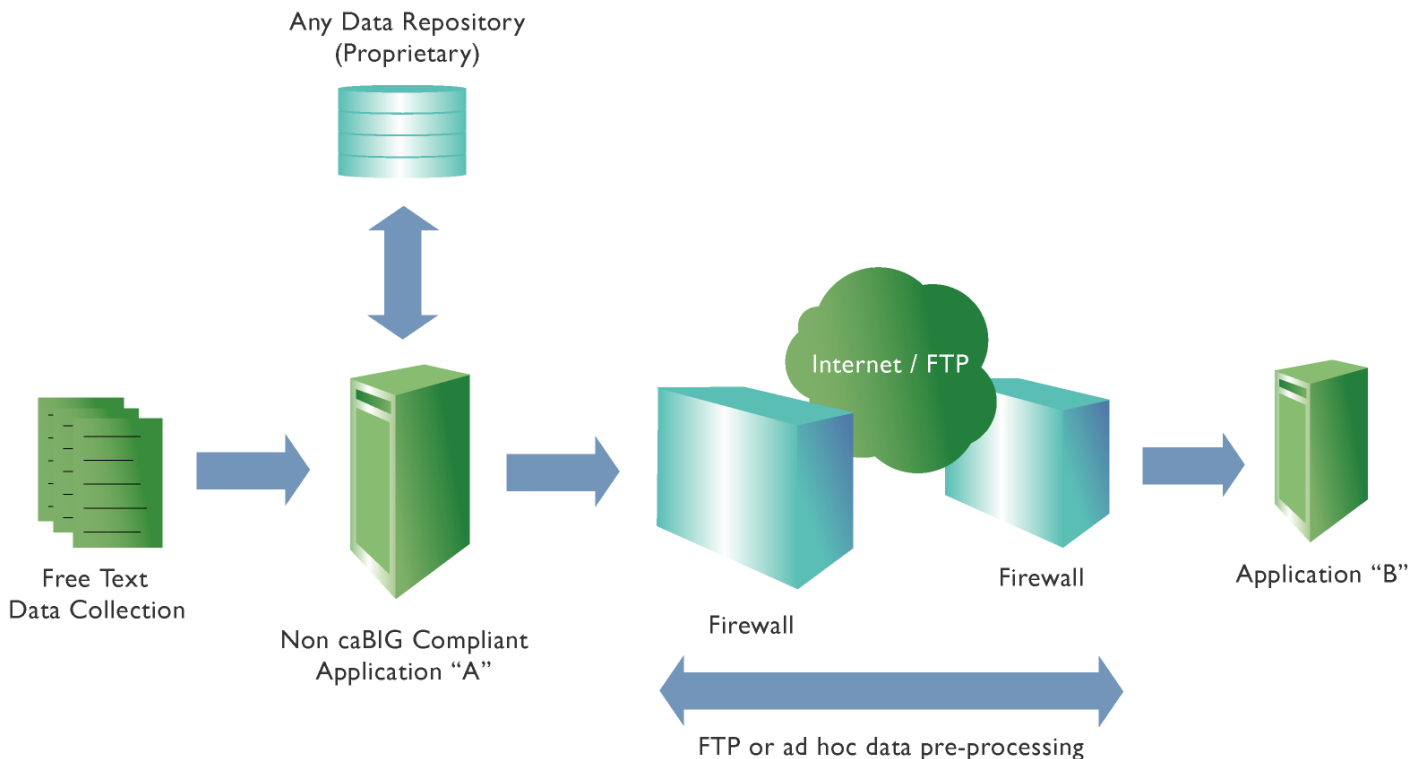 Any Data Repository
(Proprietary)
Internet / FTP
Free Text
Data Collection
Non caBIG Compliant
Application “A”
Firewall
Firewall
Application “B”
FTP or ad hoc data pre-processing